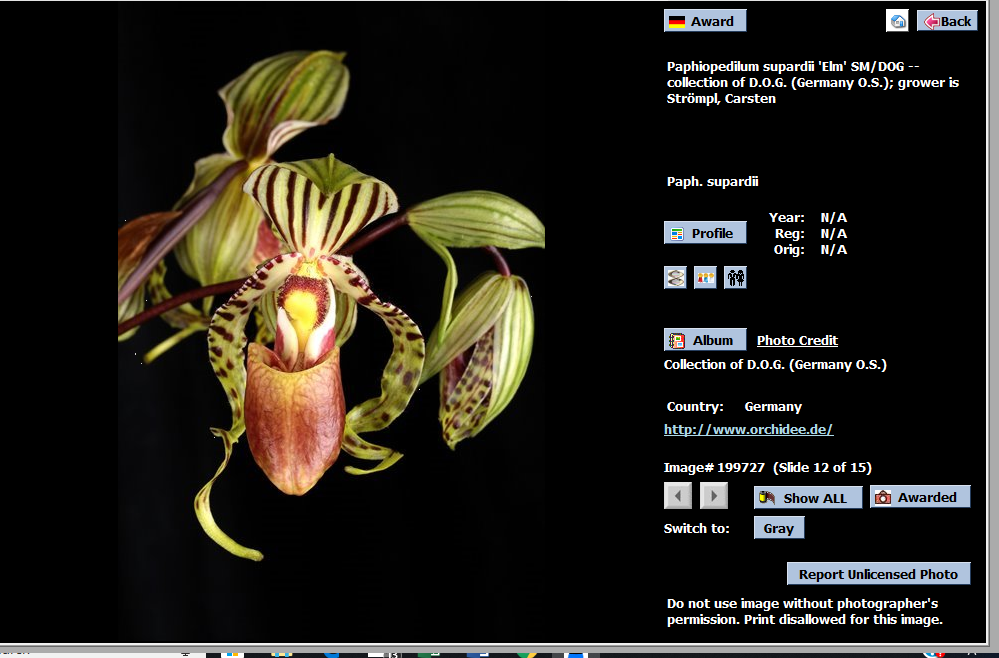 Award
Back
Paphiopedilum supardii 'Elm' SM/DOG --
collection of D.O.G. (Germany O.S.); grower is
Strömpl, Carsten
Paph. supardii
Year: N/A
Profile
Reg: N/A
Orig: N/A
Album Photo Credit
Collection of D.O.G. (Germany O.S.)
Country: Germany
http://www.orchidee.de/
Image# 199727 (Slide 12 of 15)
Show ALL Awarded
Switch to: Gray
Report Unlicensed Photo
Do not use image without photographer's
permission. Print disallowed for this image.